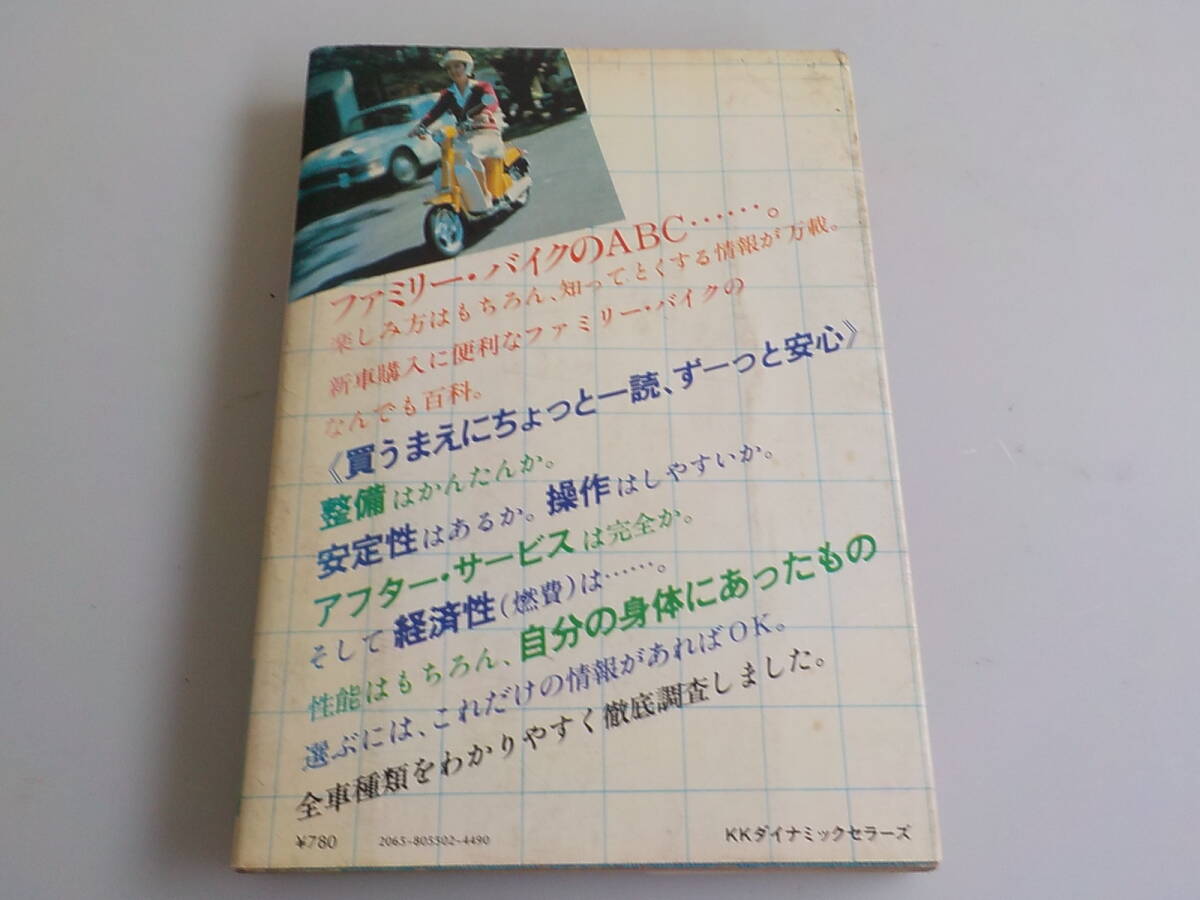 ファミリー・バイクのABC……。
楽しみ方はもちろん、知ってとくする情報が万載。
新車購入に便利なファミリー・バイクの
なんでも百科。
《買うまえにちょっと一読、ずーっと安心》
整備はかんたんか。
安定性はあるか。操作はしやすいか。
アフター・サービスは完全か。
そして経済性(燃費)は……。
性能はもちろん、自分の身体にあったもの
選ぶには、これだけの情報があればOK。
全車種類をわかりやすく徹底調査しました。
¥780 2065-805502-4490 KKダイナミックセラーズ